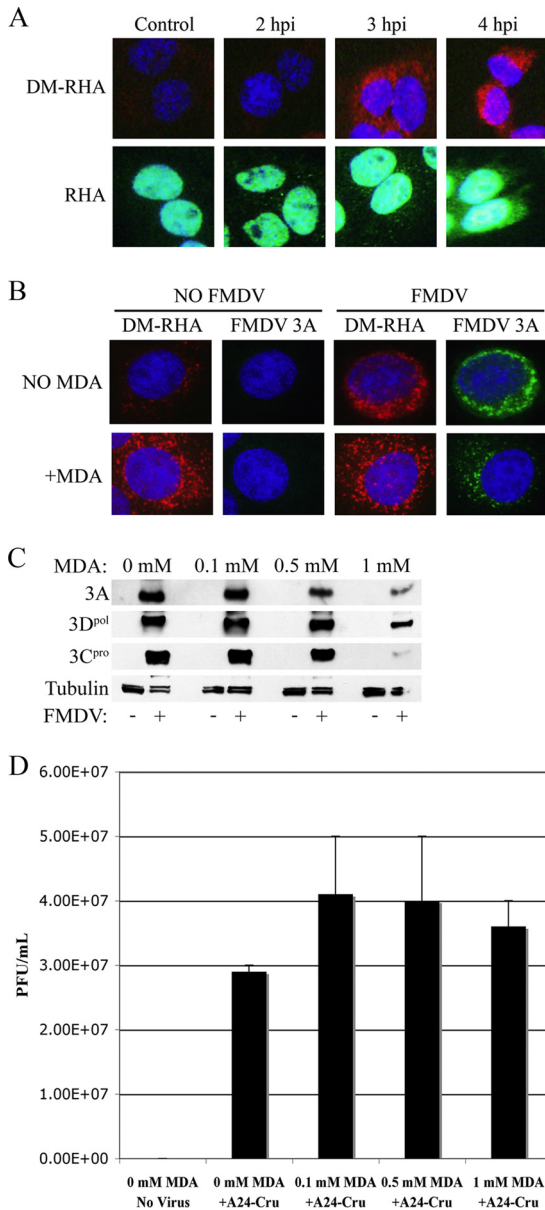 A
Control 2 hpi 3 hpi 4 hpi
DM-RHA
RHA
B
NO FMDV FMDV
DM-RHA FMDV 3A DM-RHA FMDV 3A
NO MDA
+MDA
C
MDA: 0 mM 0.1 mM 0.5 mM 1 mM
3A
3Dpol
3Cpro
Tubulin
FMDV: - + - + - + - +
D
6.00E+07
5.00E+07
4.00E+07
3.00E+07
2.00E+07
1.00E+07
0.00E+00
PFU/mL
0 mM MDA 0 mM MDA 0.1 mM MDA 0.5 mM MDA 1 mM MDA
No Virus +A24-Cru +A24-Cru +A24-Cru +A24-Cru